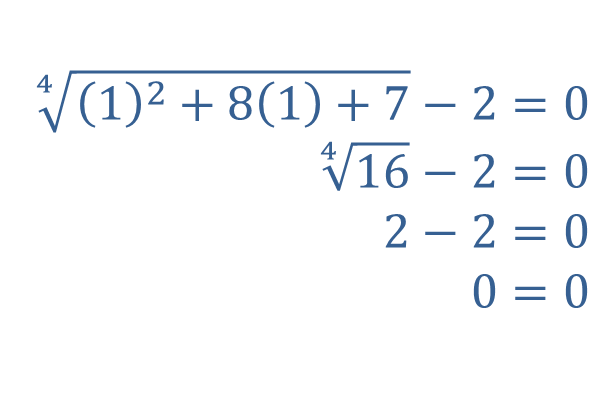 ∜((1)² + 8(1) + 7) − 2 = 0
∜16 − 2 = 0
2 − 2 = 0
0 = 0